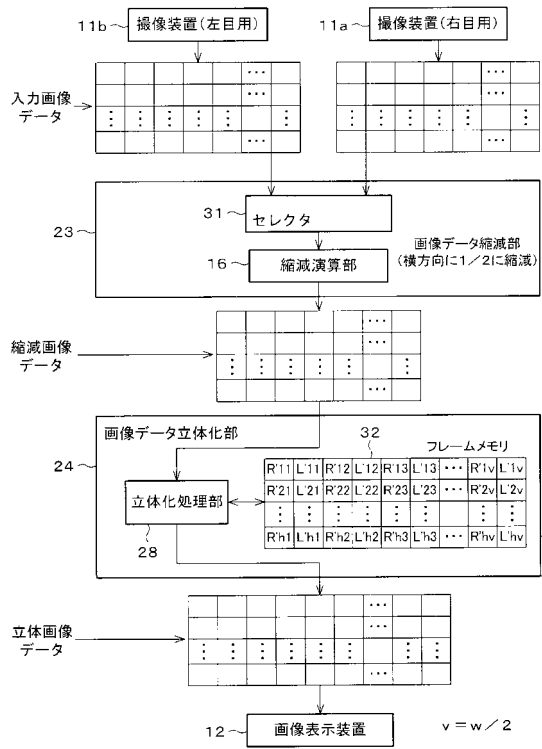 11b
撮像装置(左目用)
11a
撮像装置(右目用)
入力画像
データ
31
セレクタ
23
16
縮減演算部
画像データ縮減部
(横方向に1/2に縮減)
縮減画像
データ
画像データ立体化部
32
フレームメモリ
24
立体化処理部
28
R'11 L'11 R'12 L'12 R'13 L'13 ・・・ R'1v L'1v
R'21 L'21 R'22 L'22 R'23 L'23 ・・・ R'2v L'2v
R'h1 L'h1 R'h2 L'h2 R'h3 L'h3 ・・・ R'hv L'hv
立体画像
データ
12
画像表示装置
v=w/2